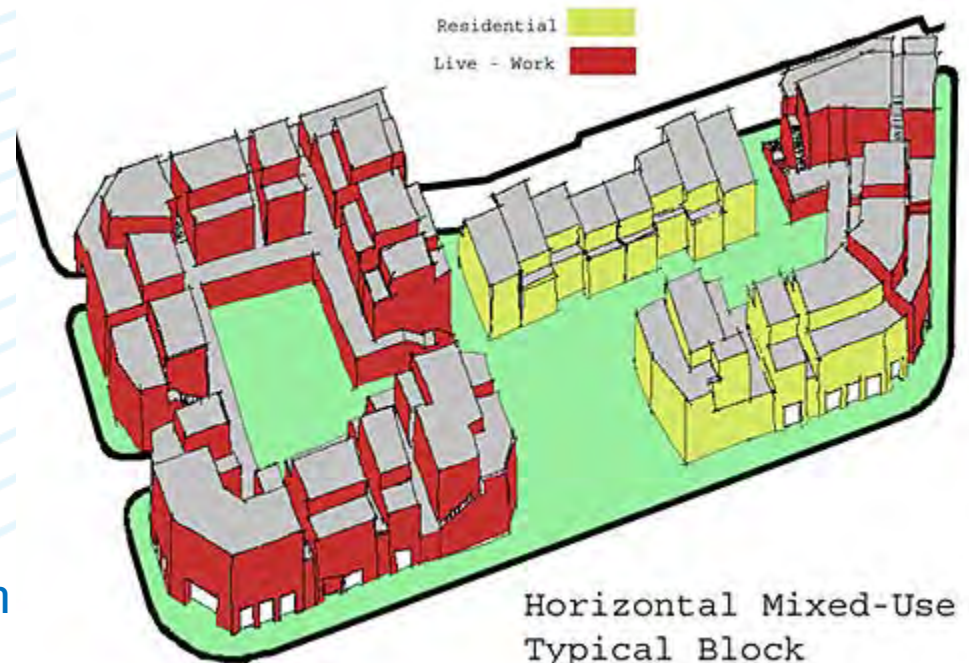 Residential
Live - Work
n
Horizontal Mixed-Use
Typical Block